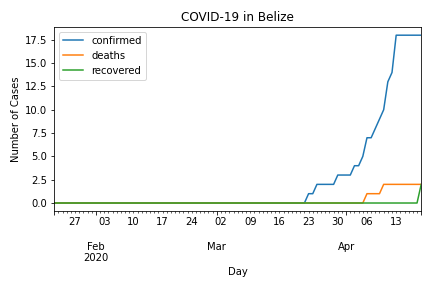 COVID-19 in Belize
confirmed
deaths
recovered
Number of Cases
17.5
15.0
12.5
10.0
7.5
5.0
2.5
0.0
27 03 10 17 24 02 09 16 23 30 06 13
Feb Mar Apr
2020
Day